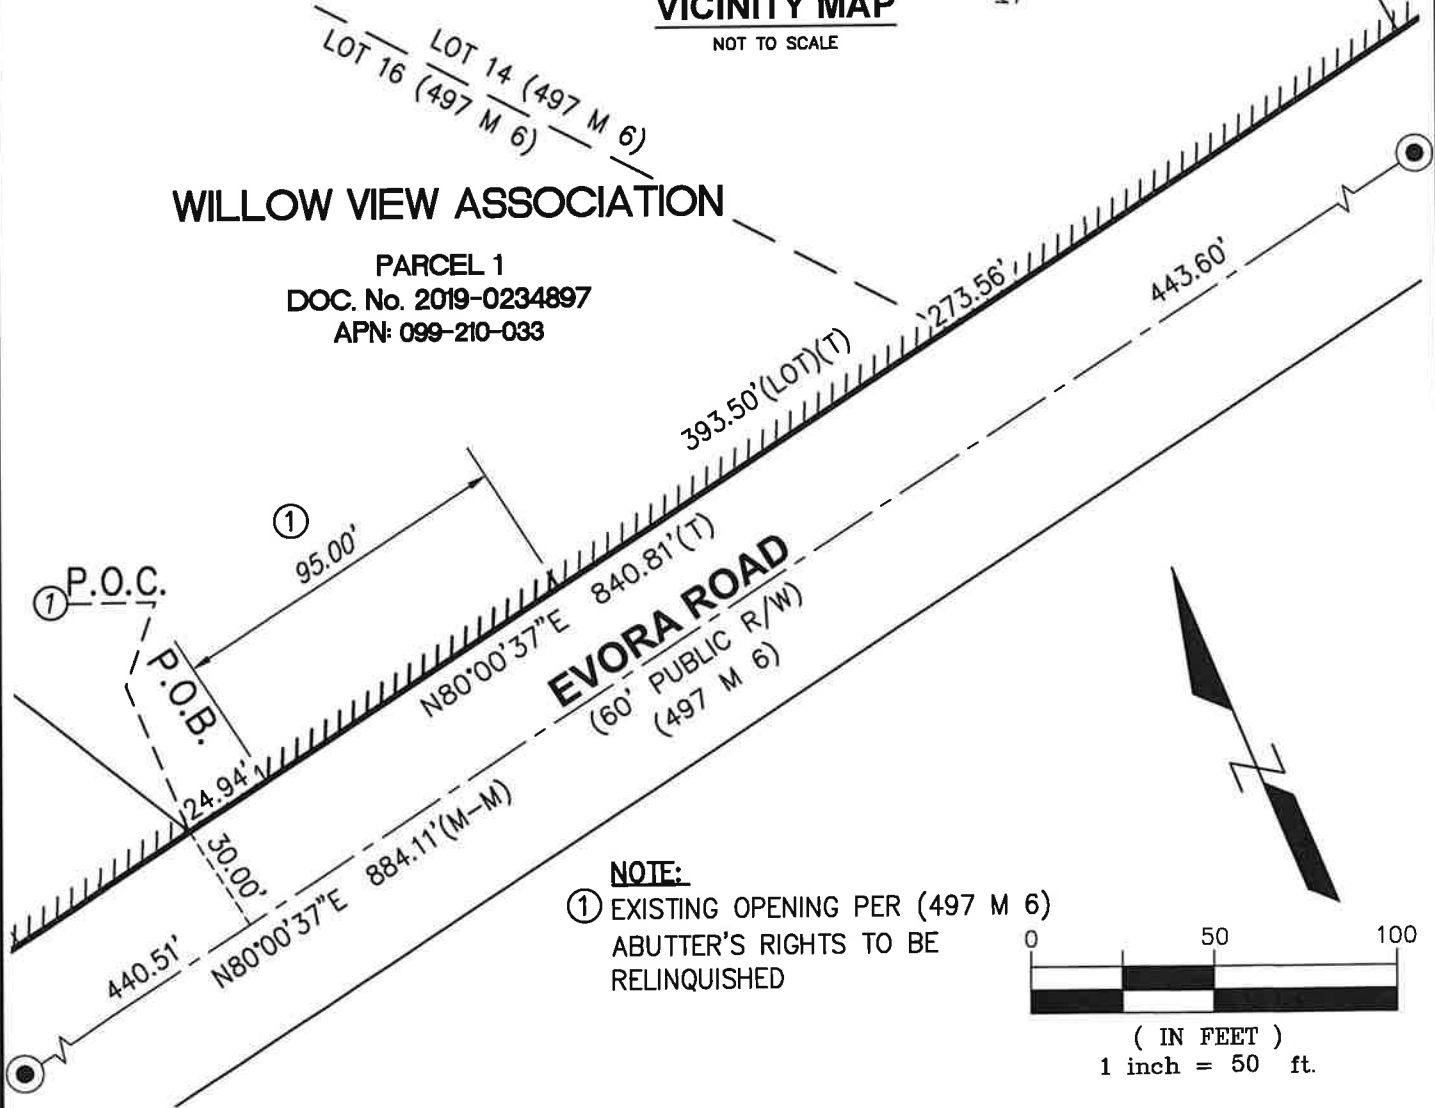 VICINITY MAP
NOT TO SCALE
LOT 14 (497 M 6)
LOT 16 (497 M 6)
WILLOW VIEW ASSOCIATION
PARCEL 1
DOC. No. 2019-0234897
APN: 099-210-033
273.56'
443.60'
393.50'(LOT)(T)
1
95.00'
1 P.O.C.
P.O.B.
N80°00'37"E 840.81'(T)
EVORA ROAD
(60' PUBLIC R/W)
(497 M 6)
24.94'
30.00'
440.51'
N80°00'37"E 884.11'(M-M)
NOTE:
1 EXISTING OPENING PER (497 M 6)
ABUTTER'S RIGHTS TO BE
RELINQUISHED
0 50 100
( IN FEET )
1 inch = 50 ft.